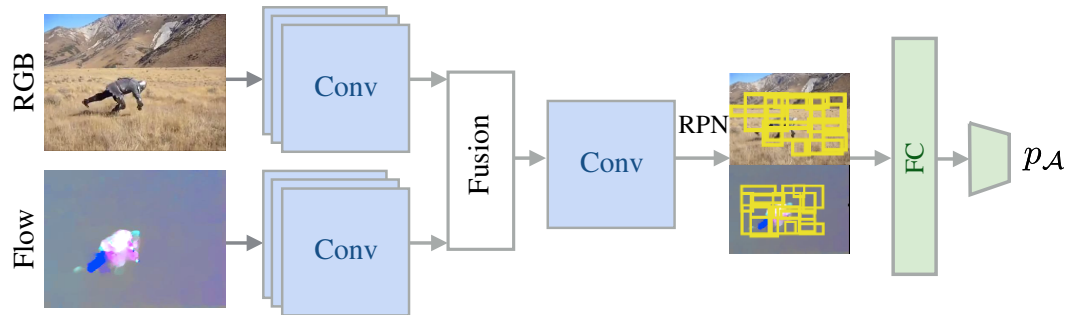 RGB
Conv
Flow
Conv
Fusion
Conv
RPN
FC
p𝒜